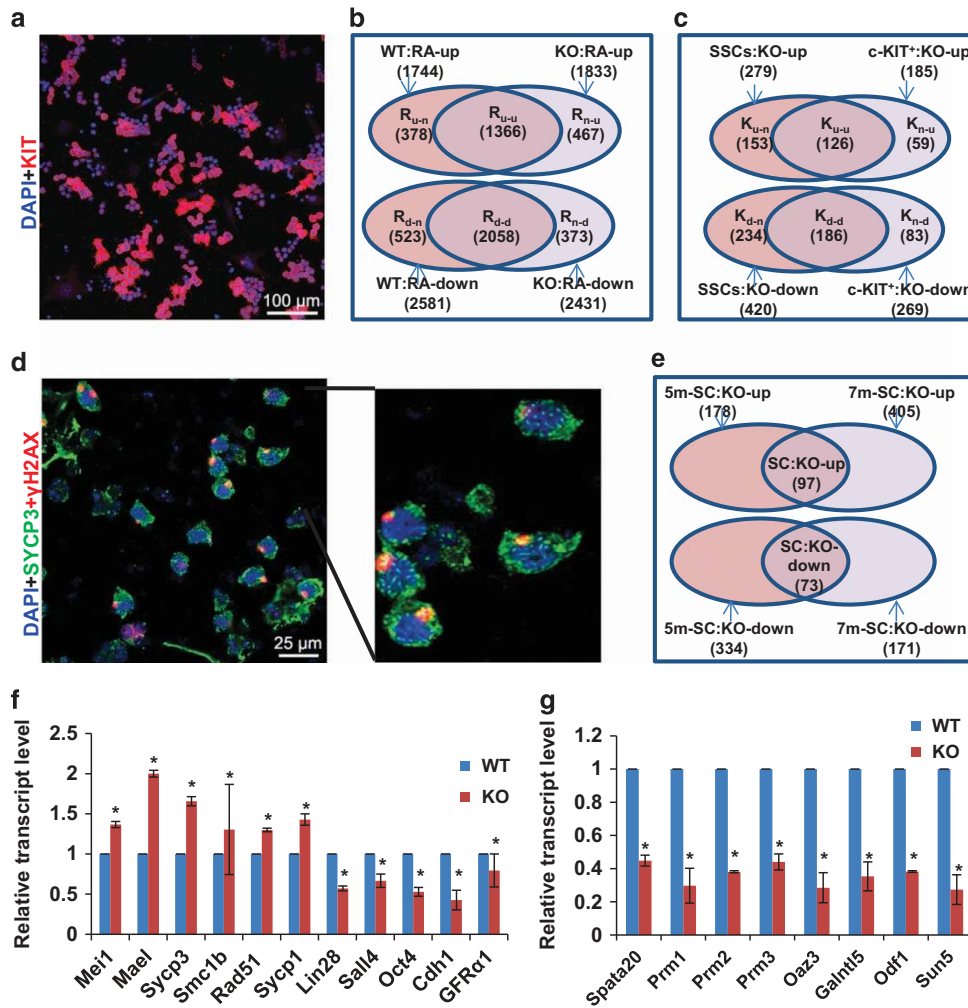 a
DAPI+KIT
100 µm
b
WT:RA-up
(1744)
KO:RA-up
(1833)
Ru-n
(378)
Ru-u
(1366)
Rn-u
(467)
Rd-n
(523)
Rd-d
(2058)
Rn-d
(373)
WT:RA-down
(2581)
KO:RA-down
(2431)
c
SSCs:KO-up
(279)
c-KIT+:KO-up
(185)
Ku-n
(153)
Ku-u
(126)
Kn-u
(59)
Kd-n
(234)
Kd-d
(186)
Kn-d
(83)
SSCs:KO-down
(420)
c-KIT+:KO-down
(269)
d
DAPI+SYCP3+γH2AX
25 µm
e
5m-SC:KO-up
(178)
7m-SC:KO-up
(405)
SC:KO-up
(97)
SC:KO-
down
(73)
5m-SC:KO-down
(334)
7m-SC:KO-down
(171)
f
Relative transcript level
2.5
2
1.5
1
0.5
0
WT
KO
* * * * * * * * * * *
Mei1
Mael
Sycp3
Smc1b
Rad51
Sycp1
Lin28
Sall4
Oct4
Cdh1
GFRα1
g
Relative transcript level
1.2
1
0.8
0.6
0.4
0.2
0
WT
KO
* * * * * * * *
Spata20
Prm1
Prm2
Prm3
Oaz3
Galntl5
Odf1
Sun5